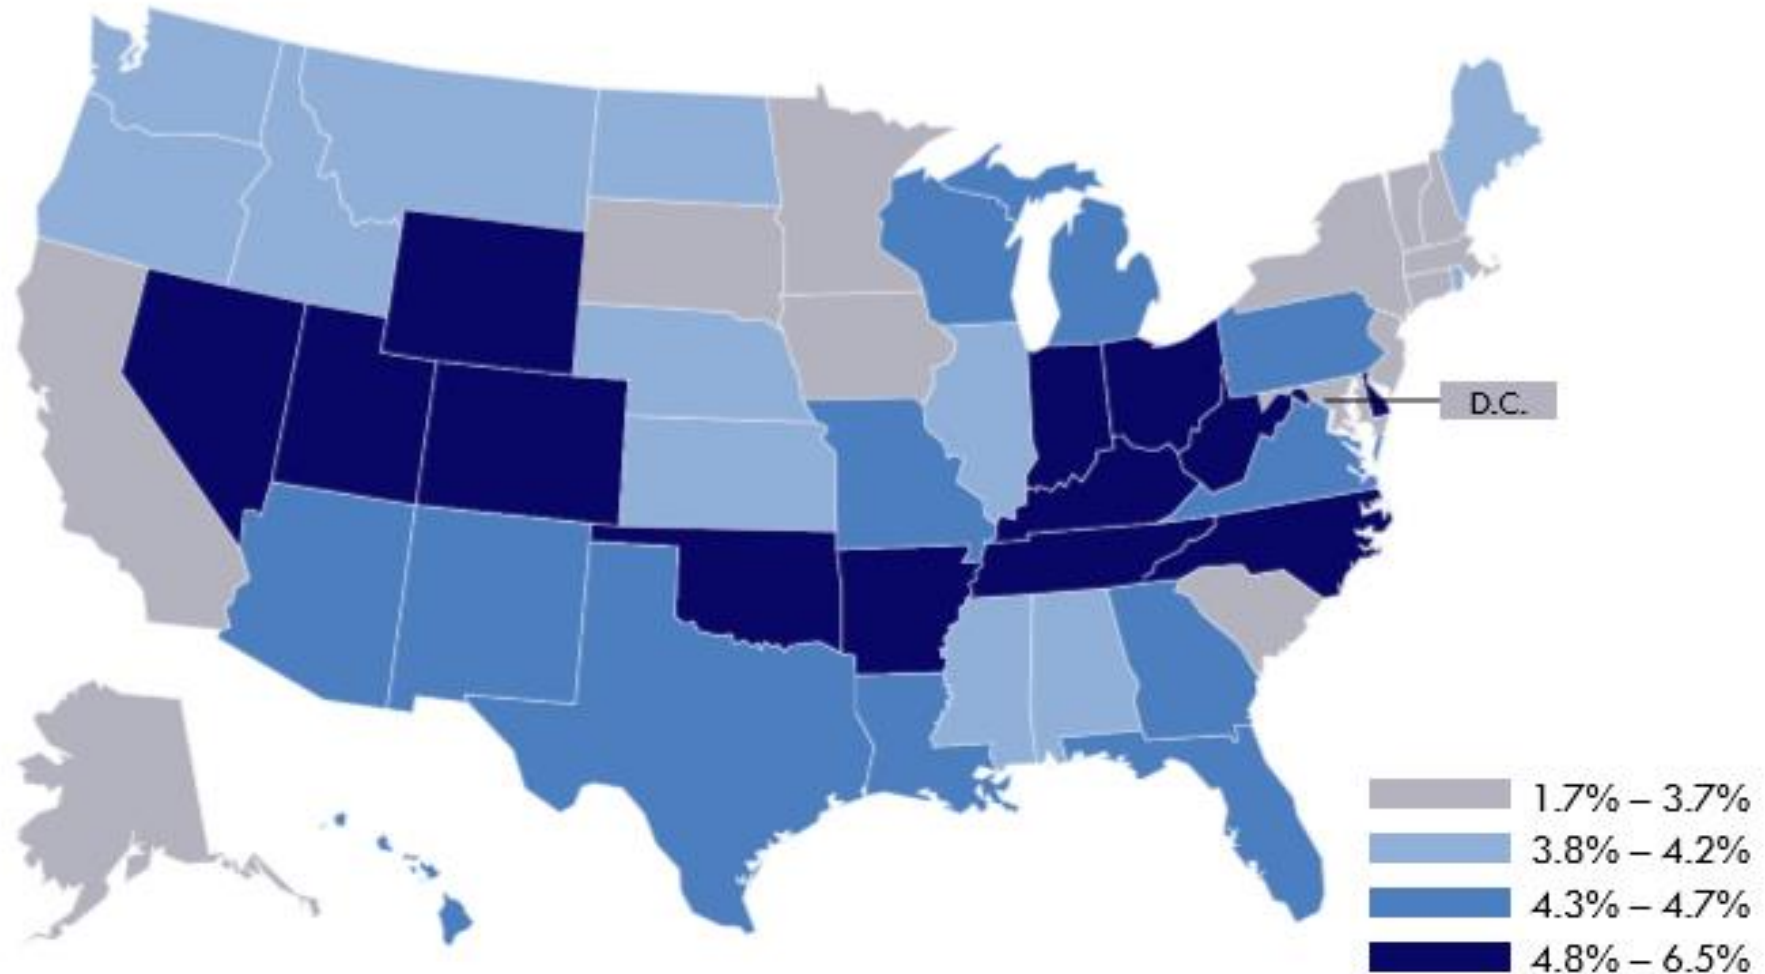 D.C.
1.7% – 3.7%
3.8% – 4.2%
4.3% – 4.7%
4.8% – 6.5%